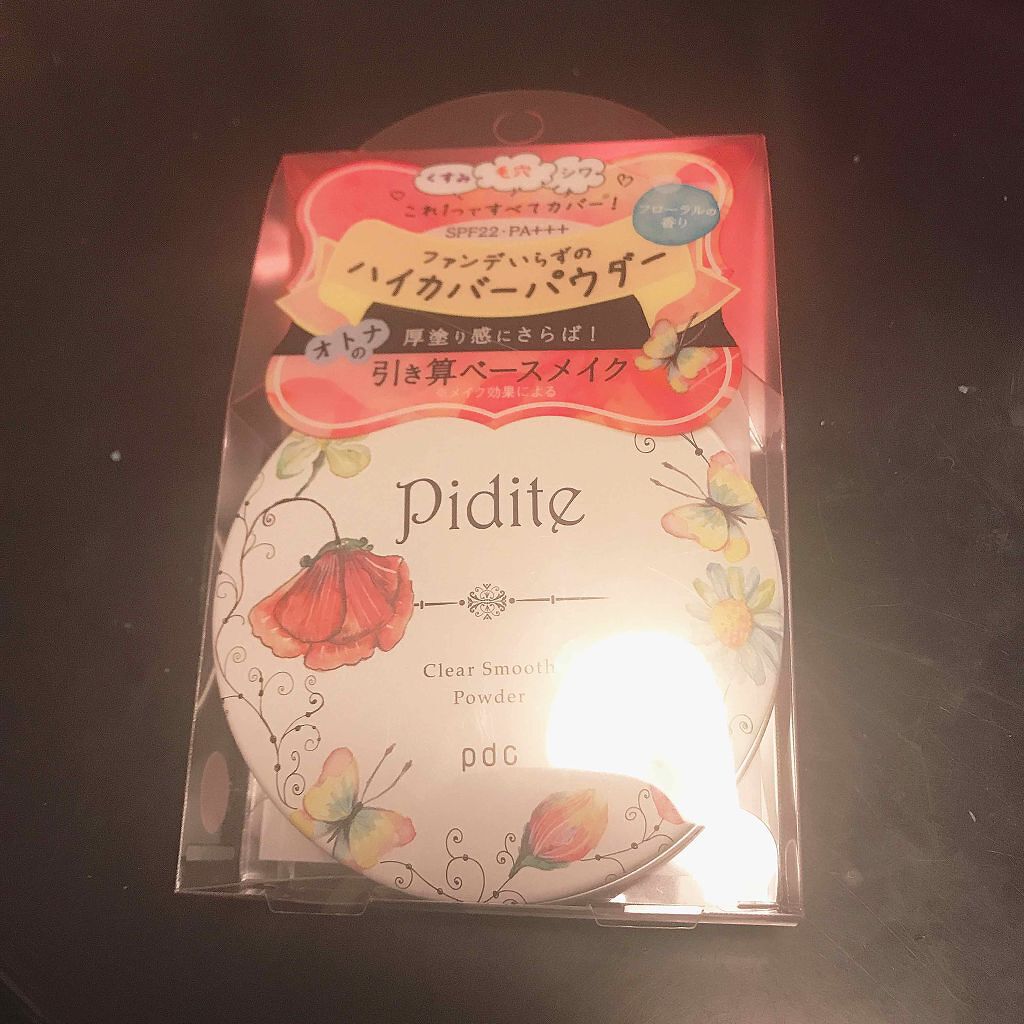 くすみ 毛穴 シワ
これ1つですべてカバー!
フローラルの
香り
SPF22・PA+++
ファンデいらずの
ハイカバーパウダー
オトナ
の
厚塗り感にさらば!
引き算ベースメイク
※メイク効果による
Pidite
Clear Smooth
Powder
pdc